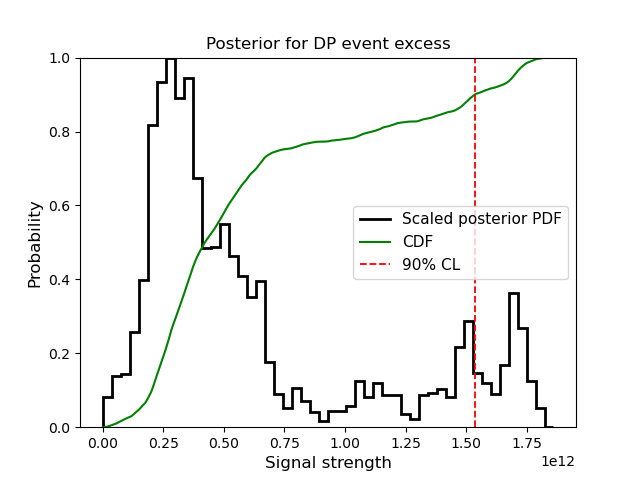 Posterior for DP event excess
1.0
0.8
0.6
0.4
0.2
0.0
Probability
Scaled posterior PDF
CDF
90% CL
0.00 0.25 0.50 0.75 1.00 1.25 1.50 1.75
1e12
Signal strength